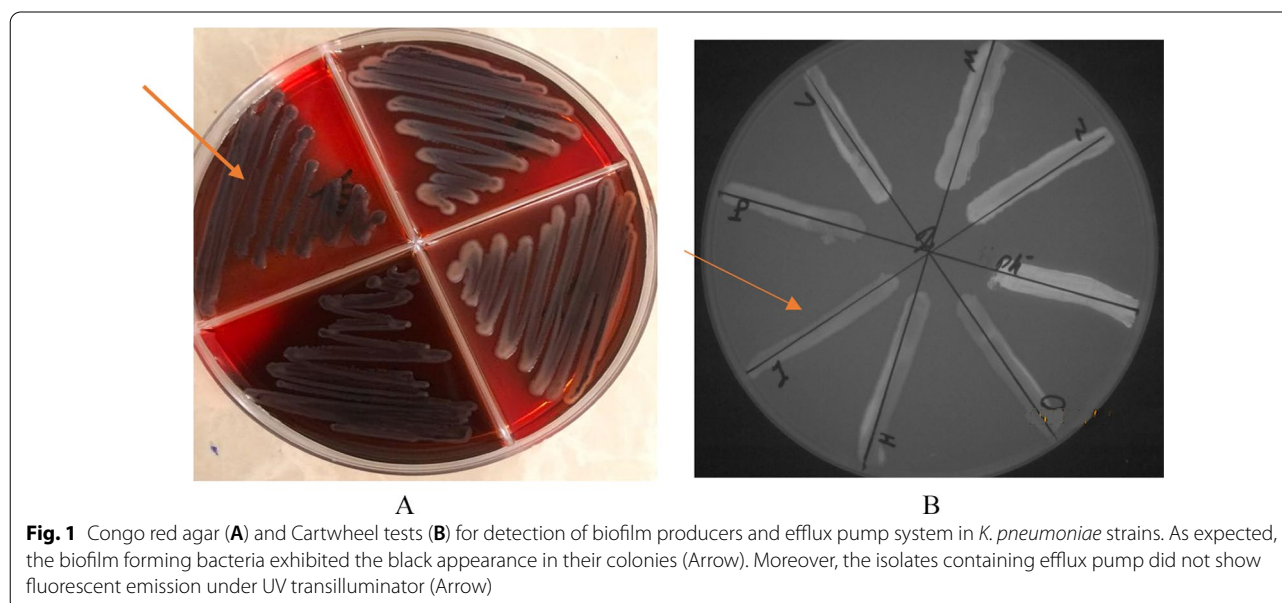 V
M
N
P
PA-
I
H
Q
A
B
Fig. 1 Congo red agar (A) and Cartwheel tests (B) for detection of biofilm producers and efflux pump system in K. pneumoniae strains. As expected,
the biofilm forming bacteria exhibited the black appearance in their colonies (Arrow). Moreover, the isolates containing efflux pump did not show
fluorescent emission under UV transilluminator (Arrow)